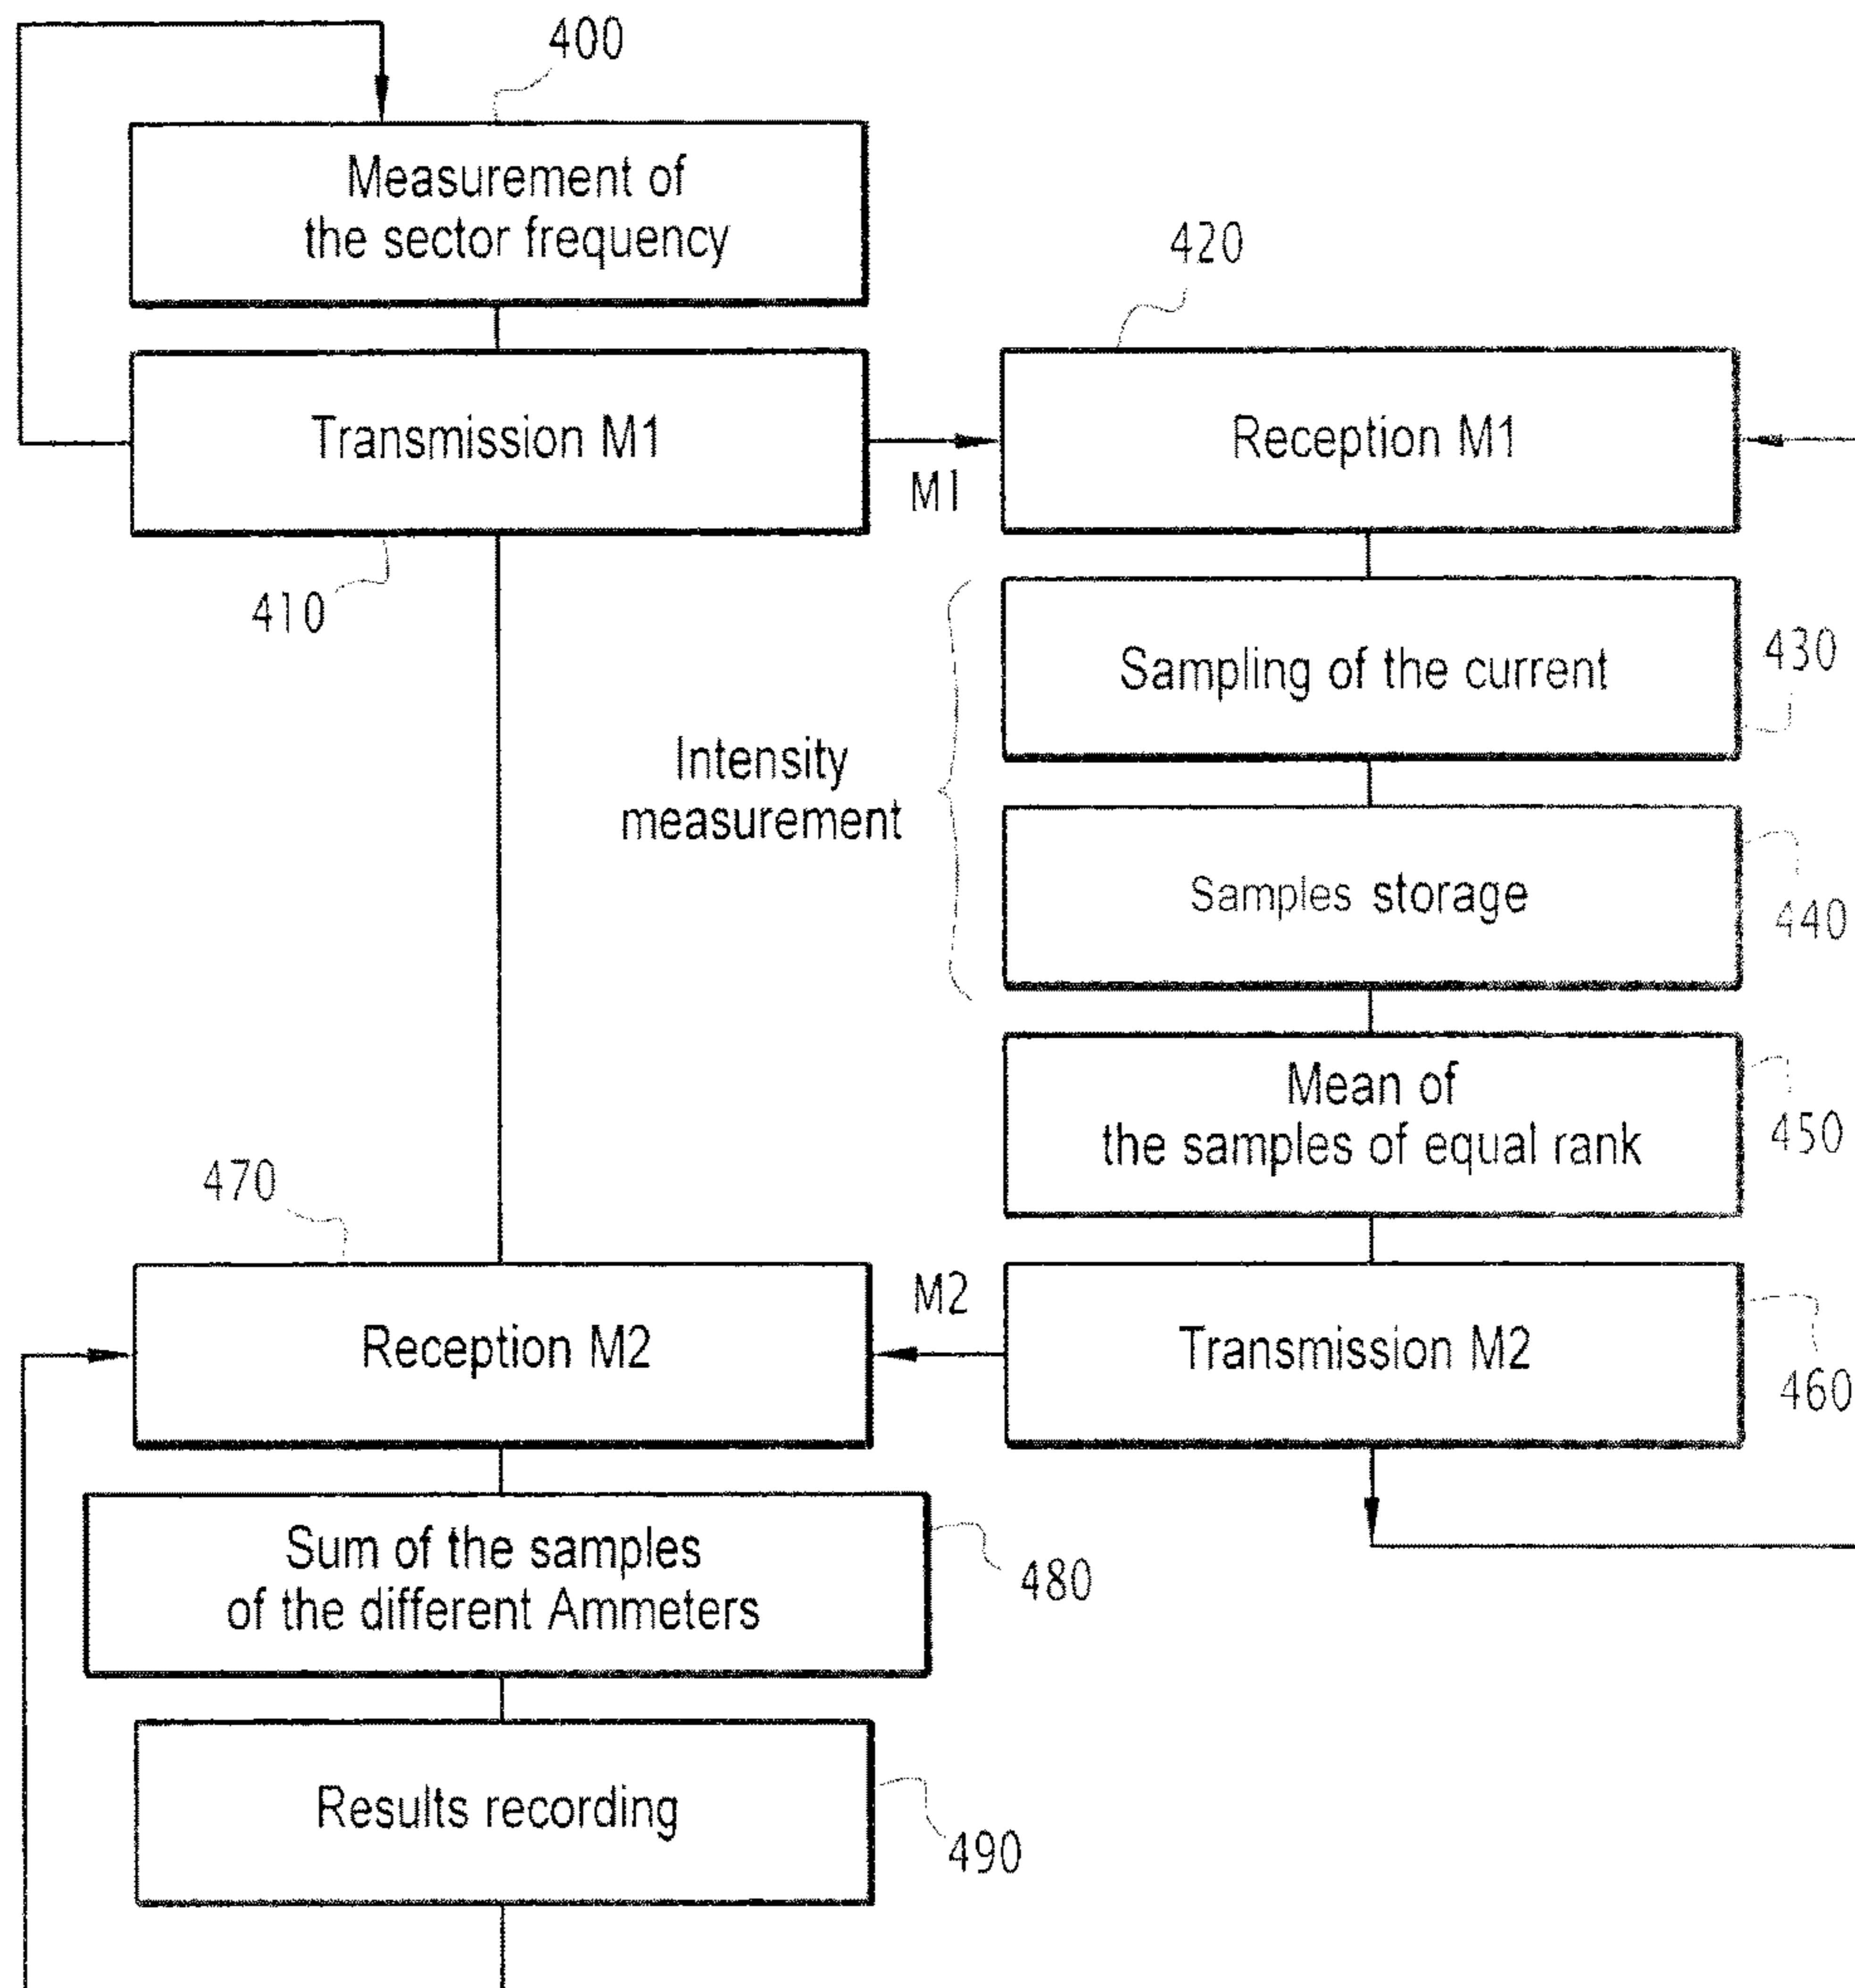 400
Measurement of
the sector frequency
420
Transmission M1
M1
Reception M1
410
Sampling of the current
430
Intensity
measurement
Samples storage
440
Mean of
the samples of equal rank
450
470
Reception M2
M2
Transmission M2
460
Sum of the samples
of the different Ammeters
480
Results recording
490